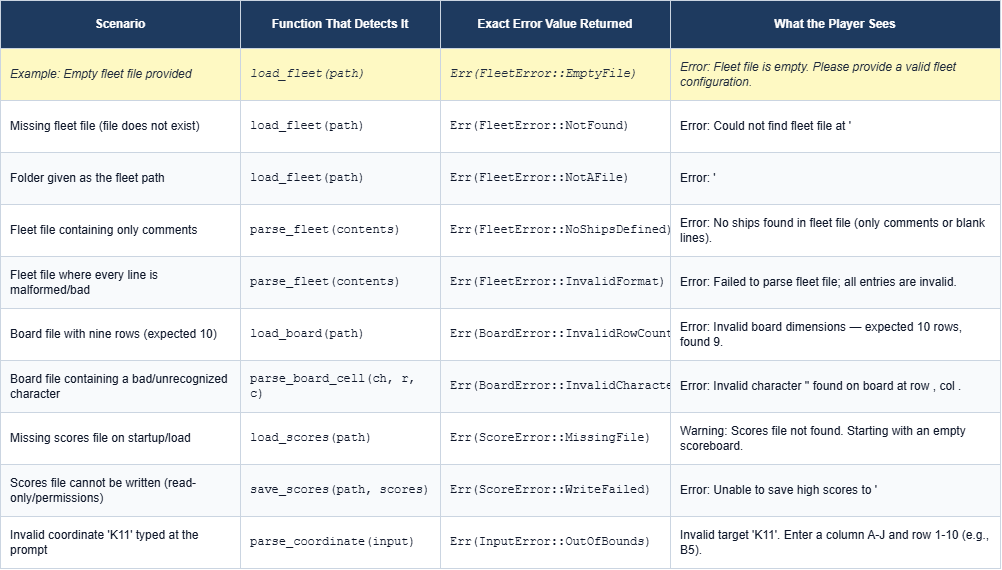 Scenario Function That Detects It Exact Error Value Returned What the Player Sees
Example: Empty fleet file provided load_fleet(path) Err(FleetError::EmptyFile) Error: Fleet file is empty. Please provide a valid fleet
configuration.
Missing fleet file (file does not exist) load_fleet(path) Err(FleetError::NotFound) Error: Could not find fleet file at '
Folder given as the fleet path load_fleet(path) Err(FleetError::NotAFile) Error: '
Fleet file containing only comments parse_fleet(contents) Err(FleetError::NoShipsDefined) Error: No ships found in fleet file (only comments or blank
lines).
Fleet file where every line is
malformed/bad parse_fleet(contents) Err(FleetError::InvalidFormat) Error: Failed to parse fleet file; all entries are invalid.
Board file with nine rows (expected 10) load_board(path) Err(BoardError::InvalidRowCount Error: Invalid board dimensions — expected 10 rows,
found 9.
Board file containing a bad/unrecognized
character parse_board_cell(ch, r,
c) Err(BoardError::InvalidCharacte Error: Invalid character '' found on board at row , col .
Missing scores file on startup/load load_scores(path) Err(ScoreError::MissingFile) Warning: Scores file not found. Starting with an empty
scoreboard.
Scores file cannot be written (read-
only/permissions) save_scores(path, scores) Err(ScoreError::WriteFailed) Error: Unable to save high scores to '
Invalid coordinate 'K11' typed at the
prompt parse_coordinate(input) Err(InputError::OutOfBounds) Invalid target 'K11'. Enter a column A-J and row 1-10 (e.g.,
B5).